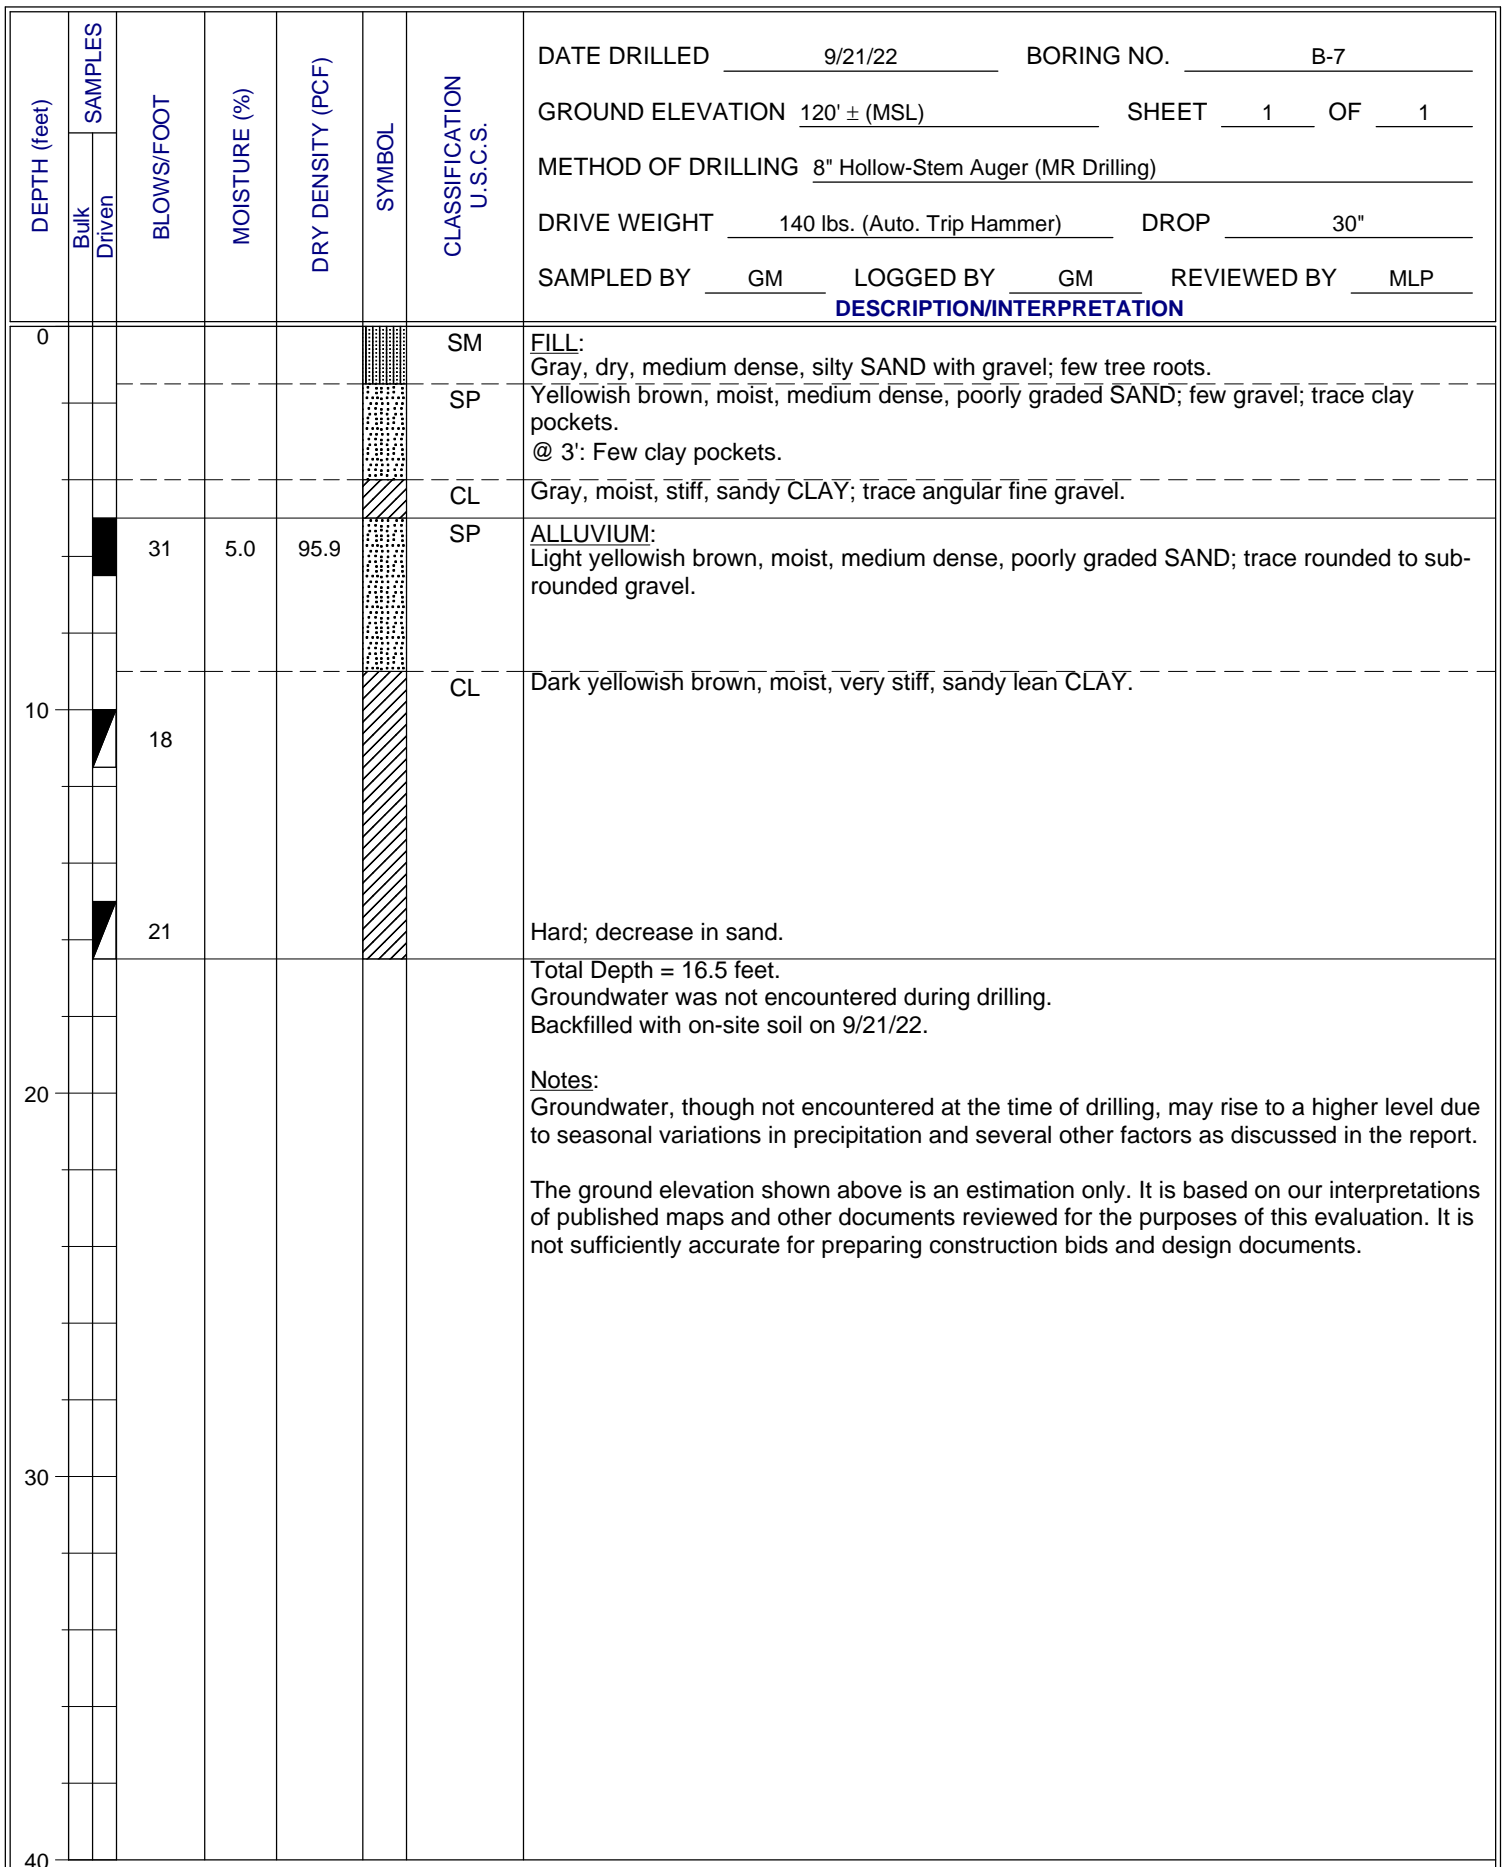 DEPTH (feet)
SAMPLES
Bulk
Driven
BLOWS/FOOT
MOISTURE (%)
DRY DENSITY (PCF)
SYMBOL
CLASSIFICATION
U.S.C.S.
DATE DRILLED 9/21/22 BORING NO. B-7
GROUND ELEVATION 120' ± (MSL) SHEET 1 OF 1
METHOD OF DRILLING 8" Hollow-Stem Auger (MR Drilling)
DRIVE WEIGHT 140 lbs. (Auto. Trip Hammer) DROP 30"
SAMPLED BY GM LOGGED BY GM REVIEWED BY MLP
DESCRIPTION/INTERPRETATION
0 SM FILL:
Gray, dry, medium dense, silty SAND with gravel; few tree roots.
SP Yellowish brown, moist, medium dense, poorly graded SAND; few gravel; trace clay
pockets.
@ 3': Few clay pockets.
CL Gray, moist, stiff, sandy CLAY; trace angular fine gravel.
SP ALLUVIUM:
31 5.0 95.9 Light yellowish brown, moist, medium dense, poorly graded SAND; trace rounded to sub-
rounded gravel.
CL Dark yellowish brown, moist, very stiff, sandy lean CLAY.
10
18
21 Hard; decrease in sand.
Total Depth = 16.5 feet.
Groundwater was not encountered during drilling.
Backfilled with on-site soil on 9/21/22.
Notes:
20
Groundwater, though not encountered at the time of drilling, may rise to a higher level due
to seasonal variations in precipitation and several other factors as discussed in the report.
The ground elevation shown above is an estimation only. It is based on our interpretations
of published maps and other documents reviewed for the purposes of this evaluation. It is
not sufficiently accurate for preparing construction bids and design documents.
30
40